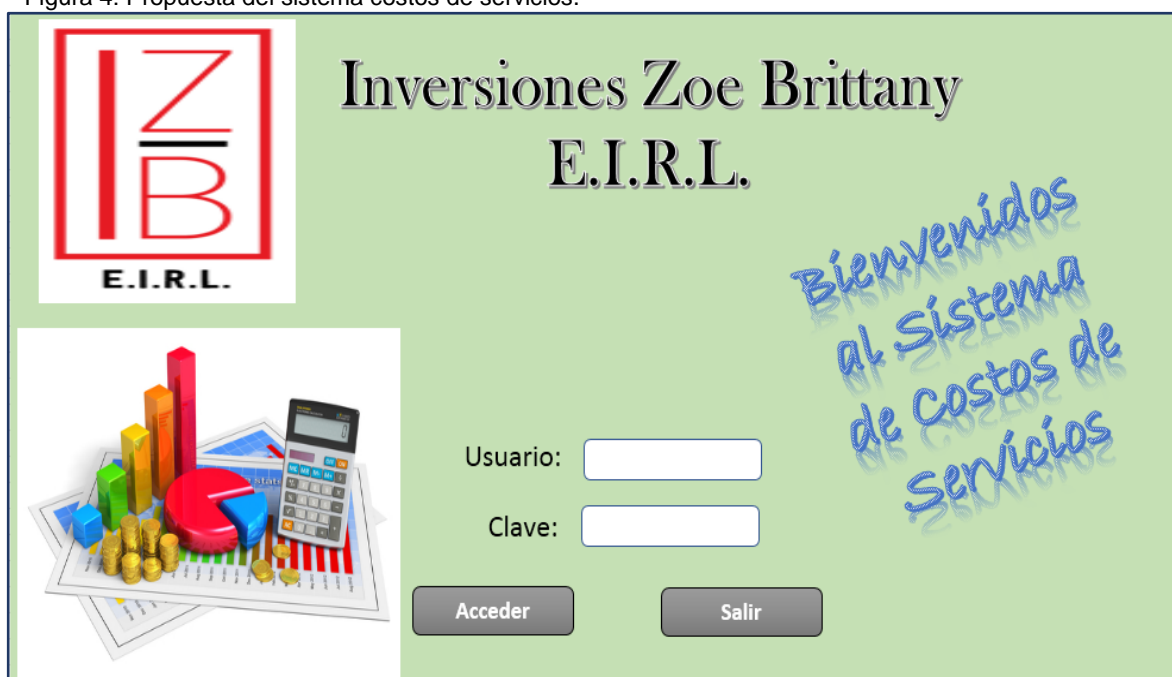 Figura 4. Propuesta del sistema costos de servicios.
IZB
E.I.R.L.
Inversiones Zoe Brittany
E.I.R.L.
Bienvenidos
al Sistema
de Costos de
Servicios
Usuario:
Clave:
Acceder
Salir